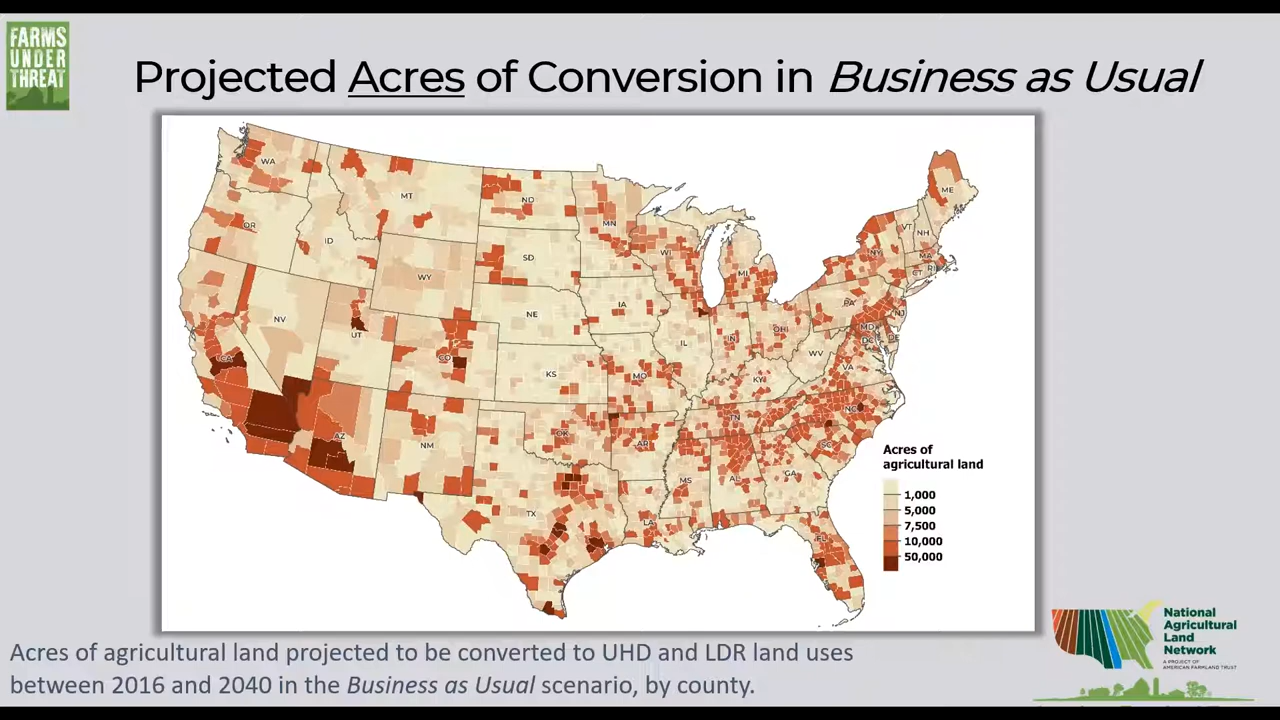 FARMS
UNDER
THREAT
Projected Acres of Conversion in Business as Usual
WA
MT
ND
MN
ME
OR
ID
SD
WI
VT
NH
NY
MA
WY
MI
CT
RI
NV
UT
NE
IA
PA
NJ
CA
CO
KS
IL
IN
OH
MD
DC
DE
WV
VA
MO
KY
AZ
NM
OK
AR
TN
NC
SC
TX
LA
MS
AL
GA
FL
Acres of
agricultural land
1,000
5,000
7,500
10,000
50,000
Acres of agricultural land projected to be converted to UHD and LDR land uses
between 2016 and 2040 in the Business as Usual scenario, by county.
National
Agricultural
Land
Network
A PROJECT OF
AMERICAN FARMLAND TRUST